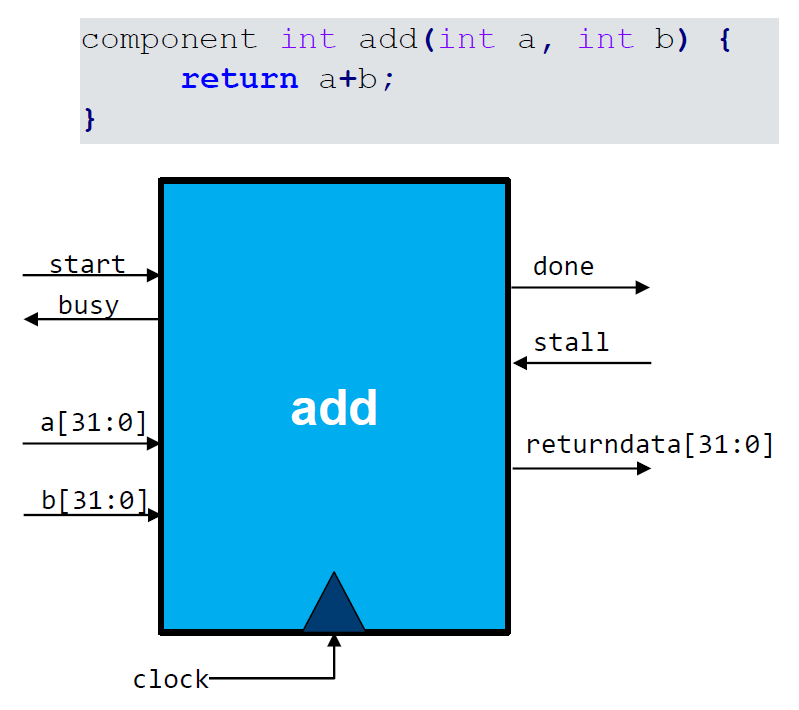 component int add(int a, int b) {
return a+b;
}
start
done
busy
stall
add
a[31:0]
returndata[31:0]
b[31:0]
clock